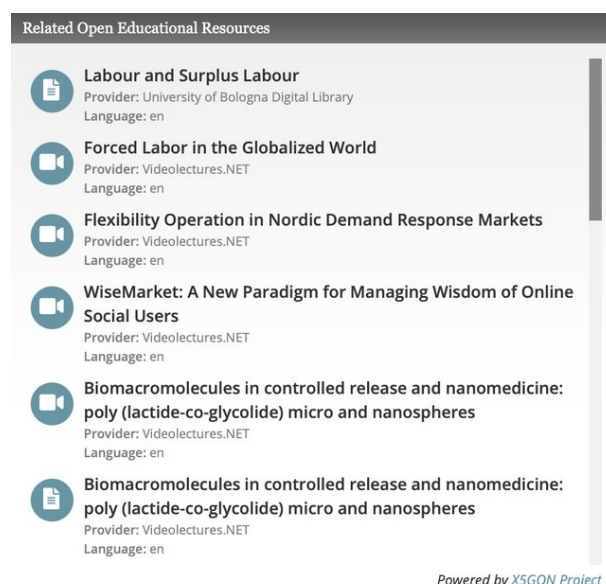 Related Open Educational Resources
Labour and Surplus Labour
Provider: University of Bologna Digital Library
Language: en
Forced Labor in the Globalized World
Provider: Videolectures.NET
Language: en
Flexibility Operation in Nordic Demand Response Markets
Provider: Videolectures.NET
Language: en
WiseMarket: A New Paradigm for Managing Wisdom of Online
Social Users
Provider: Videolectures.NET
Language: en
Biomacromolecules in controlled release and nanomedicine:
poly (lactide-co-glycolide) micro and nanospheres
Provider: Videolectures.NET
Language: en
Biomacromolecules in controlled release and nanomedicine:
poly (lactide-co-glycolide) micro and nanospheres
Provider: Videolectures.NET
Language: en
Powered by X5GON Project